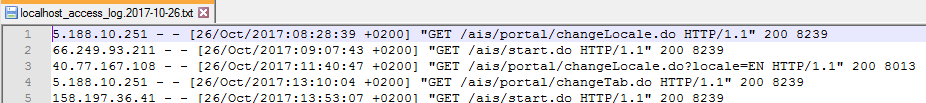 localhost_access_log.2017-10-26.txt
1 5.188.10.251 - - [26/Oct/2017:08:28:39 +0200] "GET /ais/portal/changeLocale.do HTTP/1.1" 200 8239
2 66.249.93.211 - - [26/Oct/2017:09:07:43 +0200] "GET /ais/start.do HTTP/1.1" 200 8239
3 40.77.167.108 - - [26/Oct/2017:11:40:47 +0200] "GET /ais/portal/changeLocale.do?locale=EN HTTP/1.1" 200 8013
4 5.188.10.251 - - [26/Oct/2017:13:10:04 +0200] "GET /ais/portal/changeTab.do HTTP/1.1" 200 8239
5 158.197.36.41 - - [26/Oct/2017:13:53:07 +0200] "GET /ais/start.do HTTP/1.1" 200 8239